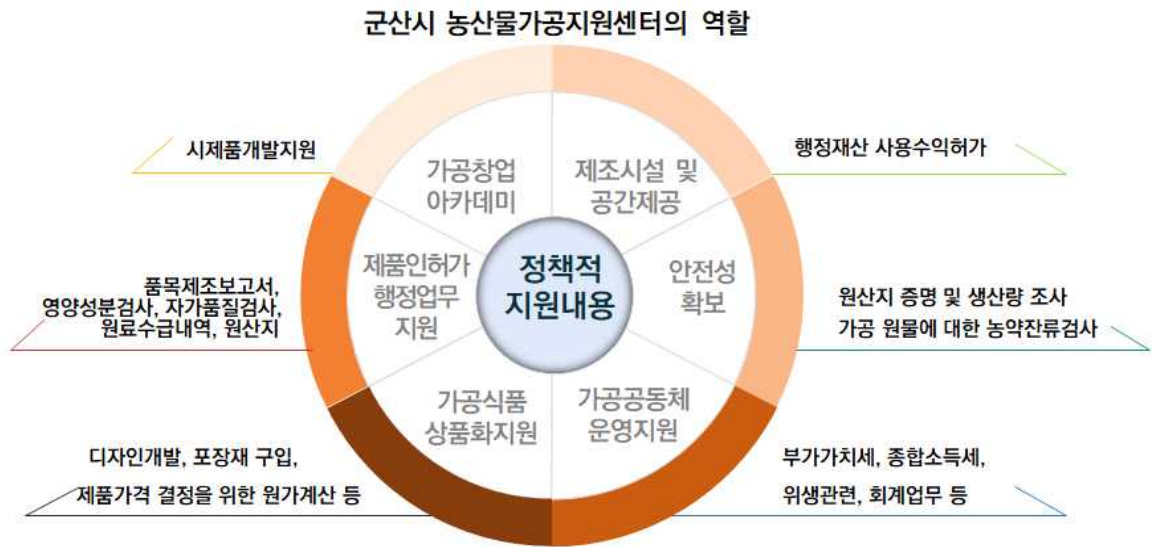 군산시 농산물가공지원센터의 역할
시제품개발지원
행정재산 사용수익허가
가공창업
아카데미
제조시설 및
공간제공
제품인허가
행정업무
지원
정책적
지원내용
안전성
확보
품목제조보고서,
영양성분검사, 자가품질검사,
원료수급내역, 원산지
원산지 증명 및 생산량 조사
가공 원물에 대한 농약잔류검사
가공식품
상품화지원
가공공동체
운영지원
디자인개발, 포장재 구입,
제품가격 결정을 위한 원가계산 등
부가가치세, 종합소득세,
위생관련, 회계업무 등